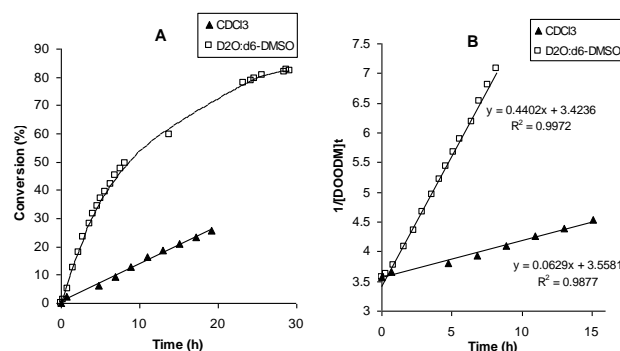 CDCl3
D2O:d6-DMSO
A
Conversion (%)
90
80
70
60
50
40
30
20
10
0
0
10
20
30
Time (h)
CDCl3
D2O:d6-DMSO
B
1/[DOODM]t
7.5
7
6.5
6
5.5
5
4.5
4
3.5
3
y = 0.4402x + 3.4236
R² = 0.9972
y = 0.0629x + 3.5581
R² = 0.9877
0
5
10
15
Time (h)